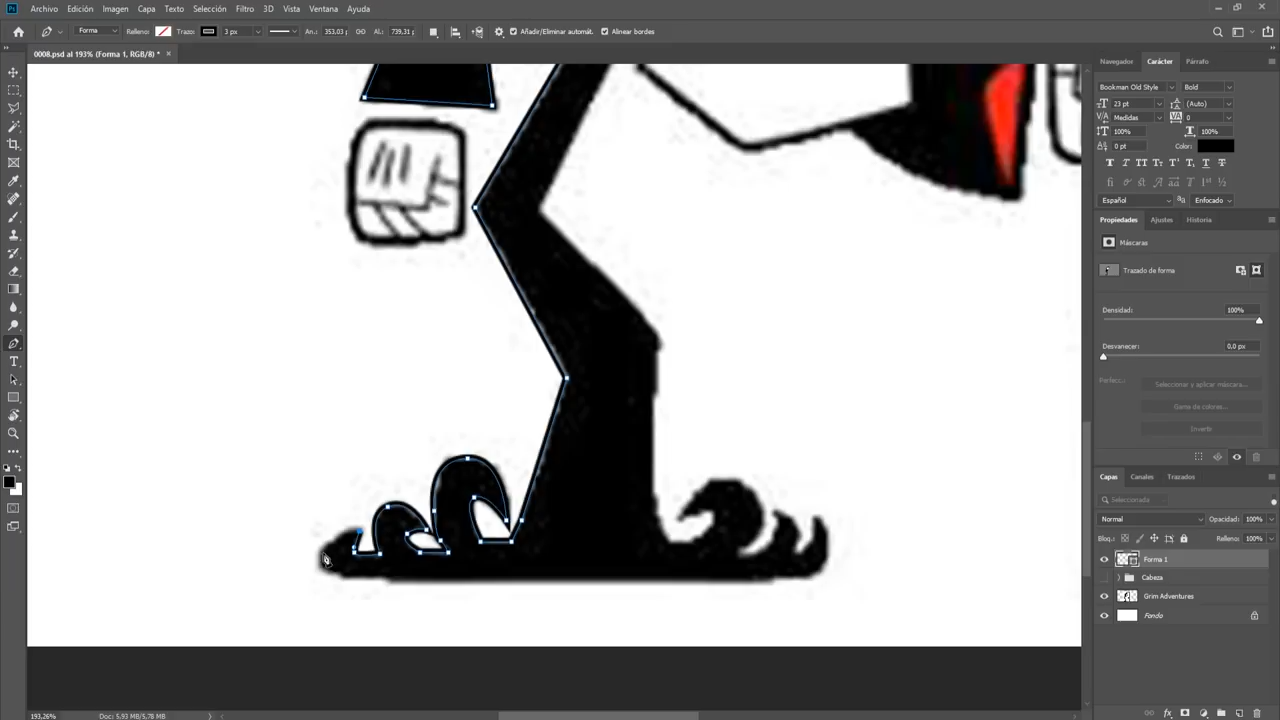 Archivo Edición Imagen Capa Texto Selección Filtro 3D Vista Ventana Ayuda
Forma Relleno: Trazo: 3 px An.: 353,03 Al.: 739,31 Añadir/Eliminar automát. Alinear bordes
0008.psd al 193% (Forma 1, RGB/8) *
Navegador Carácter Párrafo
Bookman Old Style Bold
23 pt (Auto)
Medidas 0
100% 100%
0 pt Color:
Español Enfocado
Propiedades Ajustes Historia
Máscaras
Trazado de forma
Densidad: 100%
Desvanecer: 0,0 px
Perfecc.: Seleccionar y aplicar máscara...
Gama de colores...
Invertir
Capas Canales Trazados
Seleccionado
Normal Opacidad: 100%
Bloq.: Relleno: 100%
Forma 1
Cabeza
Grim Adventures
Fondo
193,26% Doc: 5,93 MB/5,78 MB